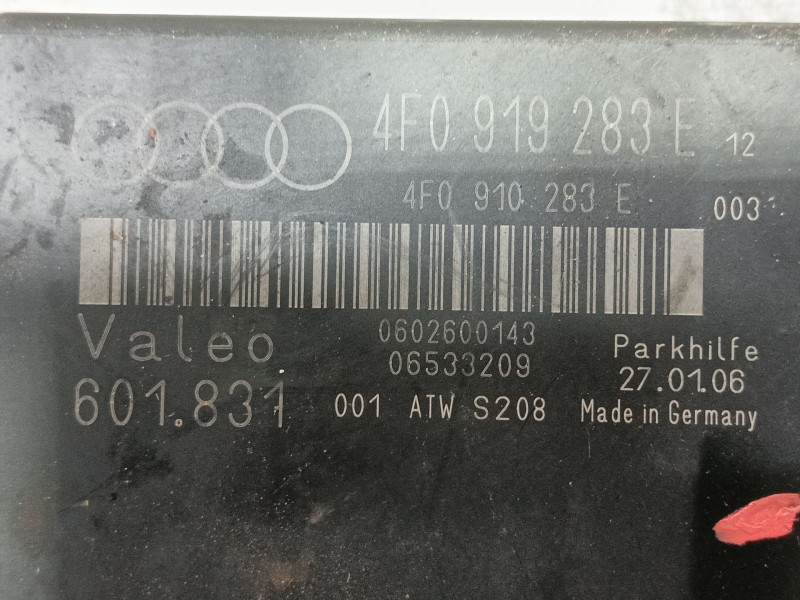 4F0 919 283 E 12
4F0 910 283 E 003
Valeo 0602600143 Parkhilfe
06533209 27.01.06
601.831 001 ATW S208 Made in Germany